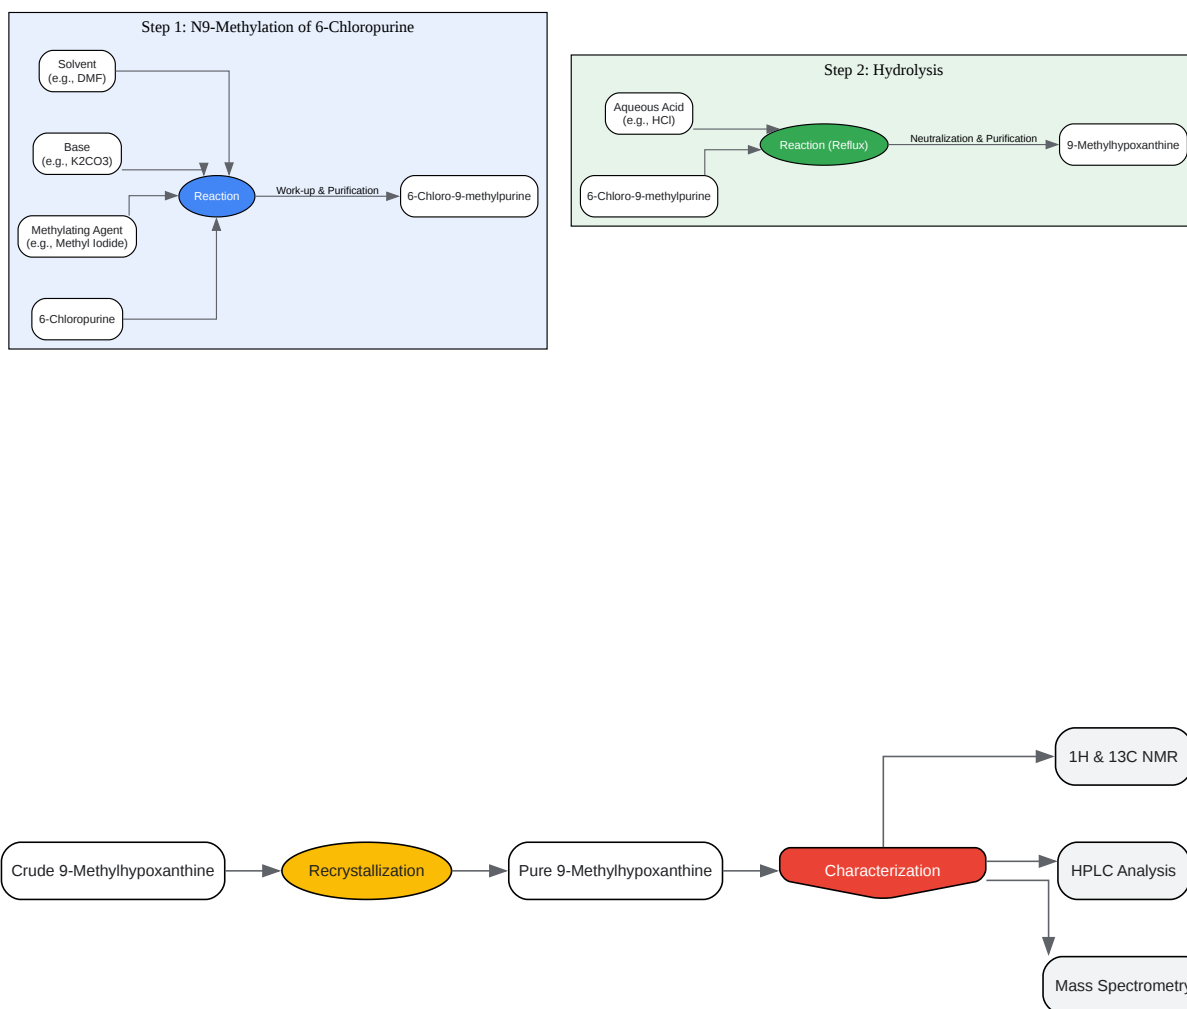 Step 1: N9-Methylation of 6-Chloropurine
Solvent
(e.g., DMF)
Base
(e.g., K2CO3)
Methylating Agent
(e.g., Methyl Iodide)
6-Chloropurine
Reaction
Work-up & Purification
6-Chloro-9-methylpurine
Step 2: Hydrolysis
Aqueous Acid
(e.g., HCl)
6-Chloro-9-methylpurine
Reaction (Reflux)
Neutralization & Purification
9-Methylhypoxanthine
Crude 9-Methylhypoxanthine
Recrystallization
Pure 9-Methylhypoxanthine
Characterization
1H & 13C NMR
HPLC Analysis
Mass Spectrometry